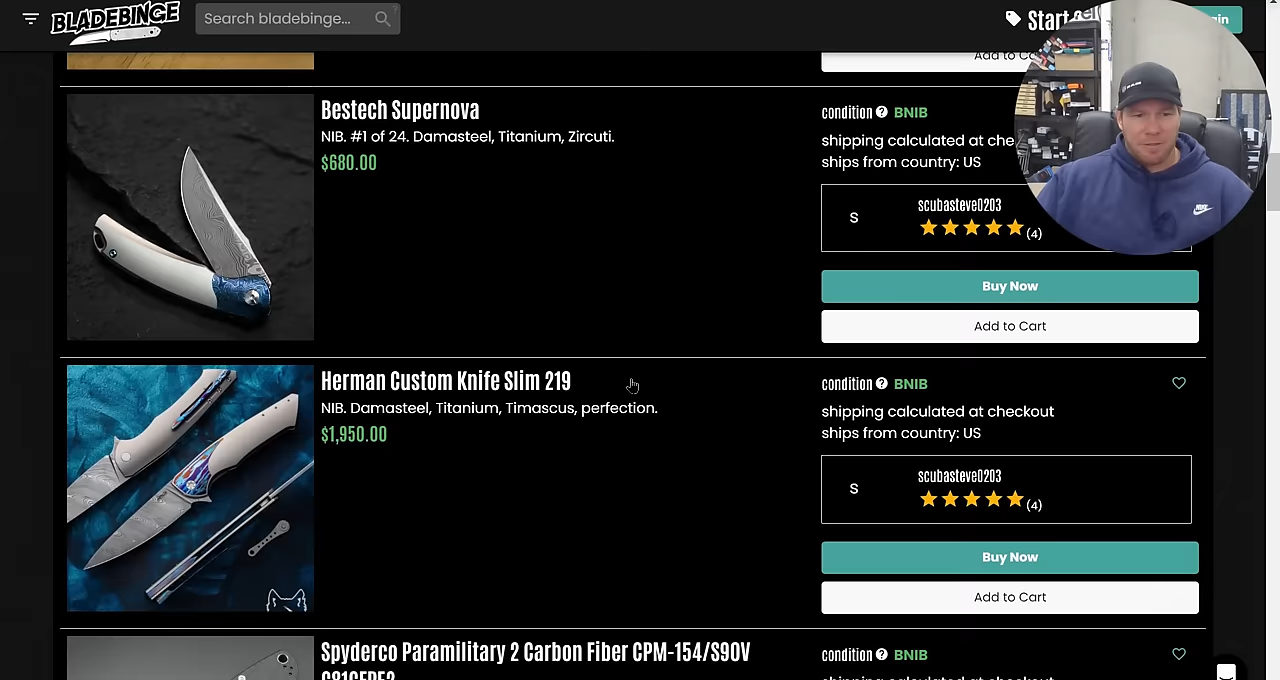 BLADEBINGE
Search bladebinge...
Add to
Bestech Supernova
NIB. #1 of 24. Damasteel, Titanium, Zircuti.
$680.00
condition ? BNIB
shipping calculated at che
ships from country: US
S
scubasteve0203
(4)
Buy Now
Add to Cart
Herman Custom Knife Slim 219
NIB. Damasteel, Titanium, Timascus, perfection.
$1,950.00
condition ? BNIB
shipping calculated at checkout
ships from country: US
S
scubasteve0203
(4)
Buy Now
Add to Cart
Spyderco Paramilitary 2 Carbon Fiber CPM-154/S90V
condition ? BNIB